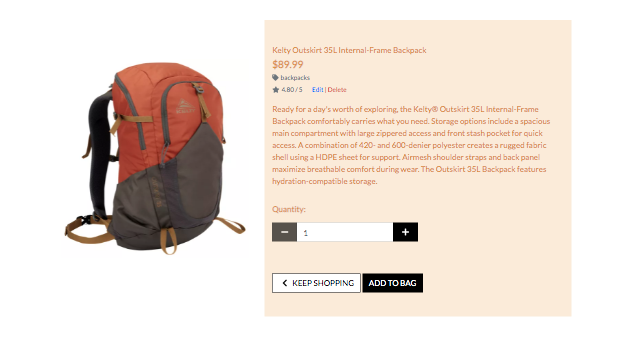 Kelty Outskirt 35L Internal-Frame Backpack
$89.99
backpacks
4.80 / 5 Edit | Delete
Ready for a day's worth of exploring, the Kelty® Outskirt 35L Internal-Frame
Backpack comfortably carries what you need. Storage options include a spacious
main compartment with large zippered access and front stash pocket for quick
access. A combination of 420- and 600-denier polyester creates a rugged fabric
shell using a HDPE sheet for support. Airmesh shoulder straps and back panel
maximize breathable comfort during wear. The Outskirt 35L Backpack features
hydration-compatible storage.
Quantity:
− 1 +
KEEP SHOPPING ADD TO BAG